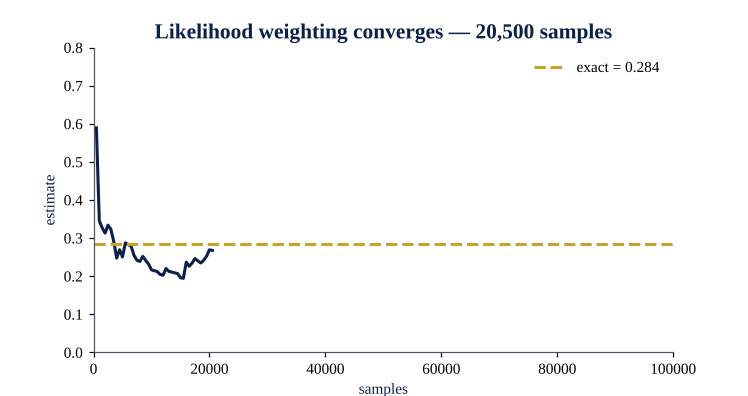 Likelihood weighting converges — 20,500 samples
exact = 0.284
estimate
0.8
0.7
0.6
0.5
0.4
0.3
0.2
0.1
0.0
0 20000 40000 60000 80000 100000
samples